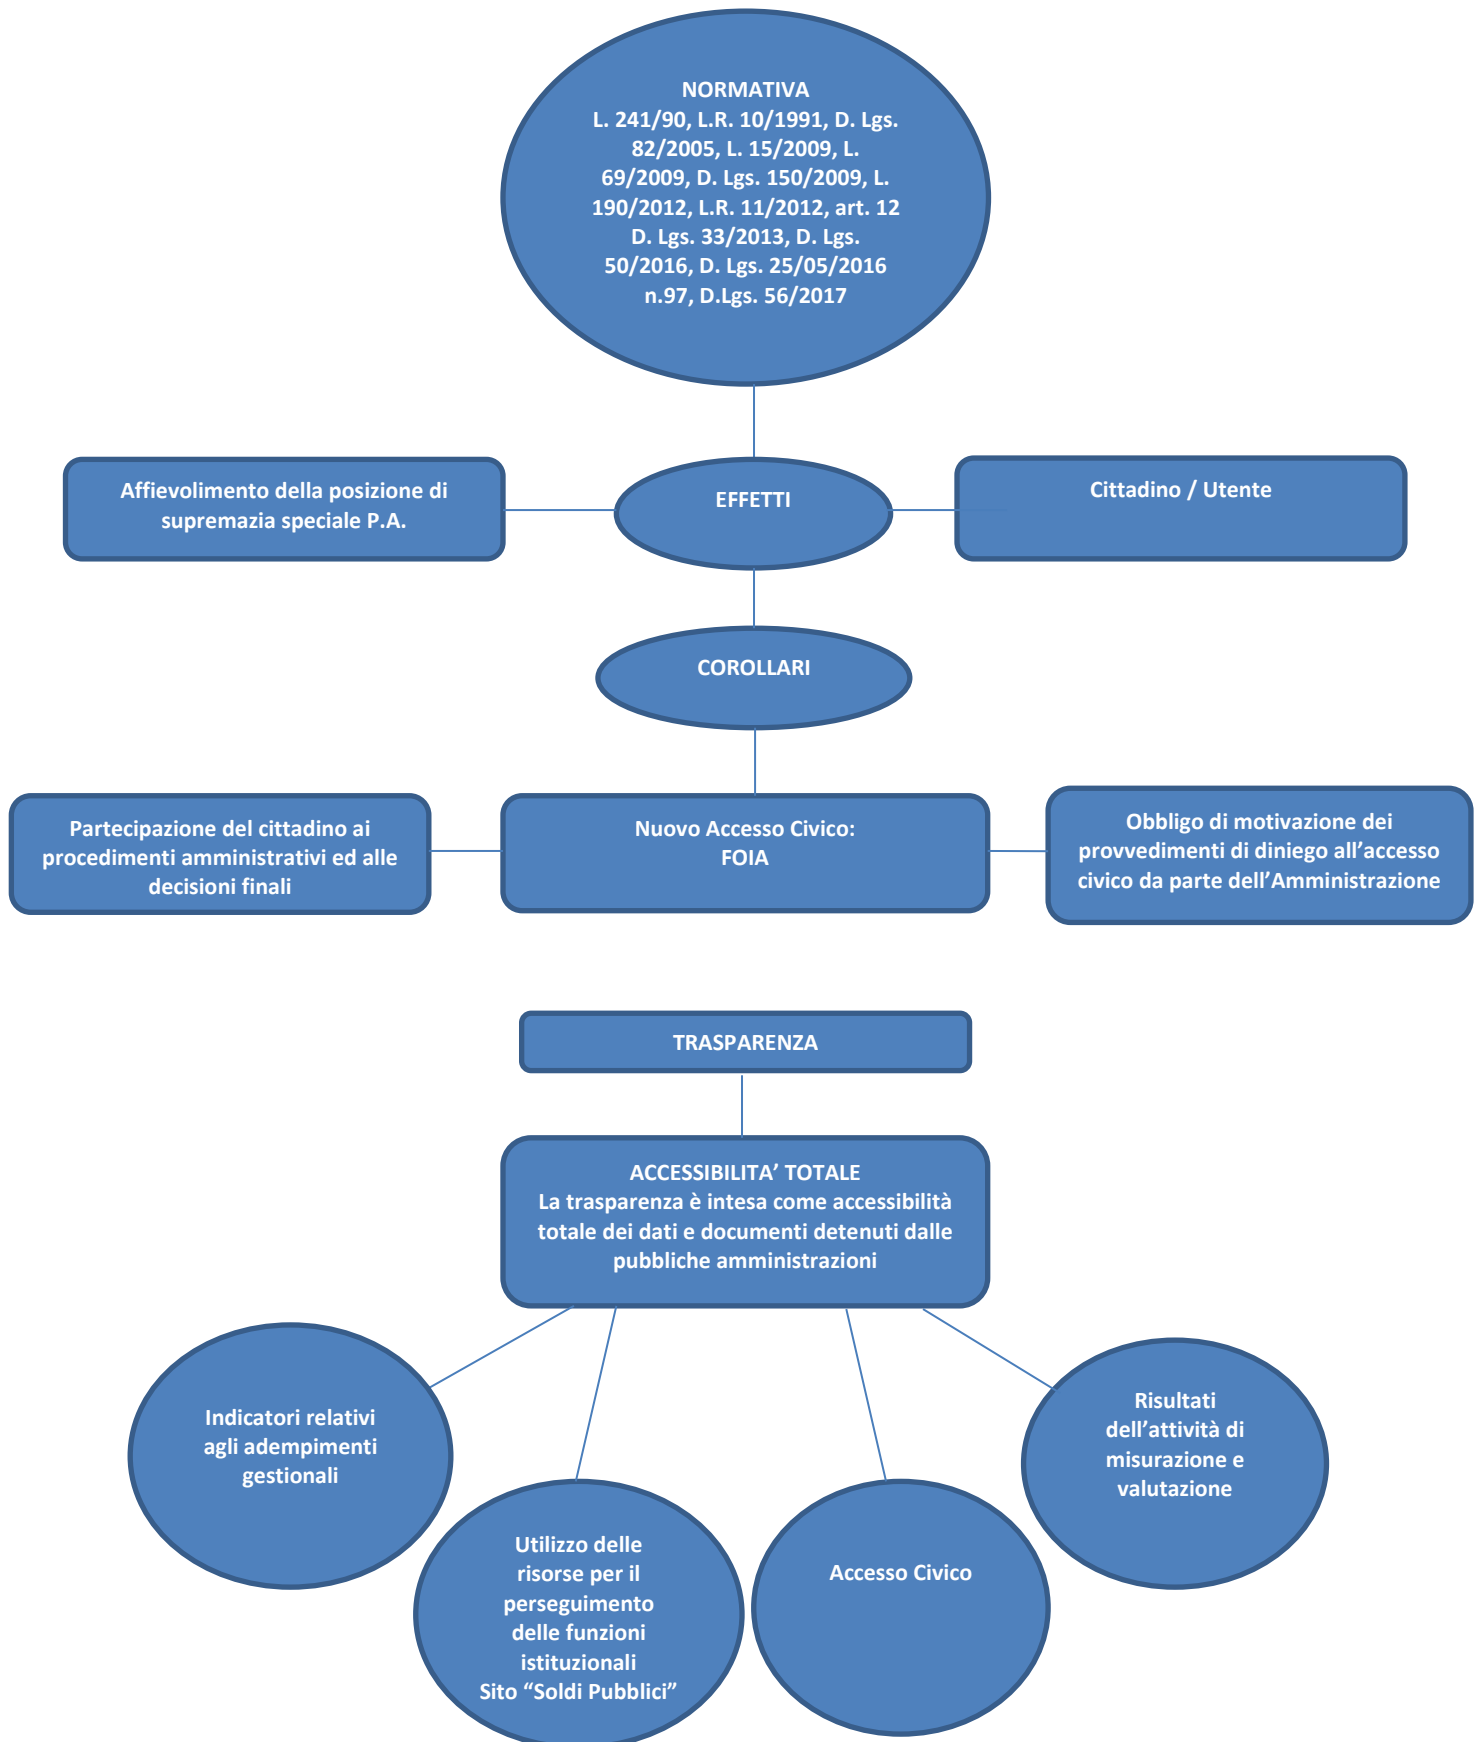 NORMATIVA
L. 241/90, L.R. 10/1991, D. Lgs.
82/2005, L. 15/2009, L.
69/2009, D. Lgs. 150/2009, L.
190/2012, L.R. 11/2012, art. 12
D. Lgs. 33/2013, D. Lgs.
50/2016, D. Lgs. 25/05/2016
n.97, D.Lgs. 56/2017
Affievolimento della posizione di
supremazia speciale P.A.
EFFETTI
Cittadino / Utente
COROLLARI
Partecipazione del cittadino ai
procedimenti amministrativi ed alle
decisioni finali
Nuovo Accesso Civico:
FOIA
Obbligo di motivazione dei
provvedimenti di diniego all’accesso
civico da parte dell’Amministrazione
TRASPARENZA
ACCESSIBILITA’ TOTALE
La trasparenza è intesa come accessibilità
totale dei dati e documenti detenuti dalle
pubbliche amministrazioni
Indicatori relativi
agli adempimenti
gestionali
Utilizzo delle
risorse per il
perseguimento
delle funzioni
istituzionali
Sito “Soldi Pubblici”
Accesso Civico
Risultati
dell’attività di
misurazione e
valutazione